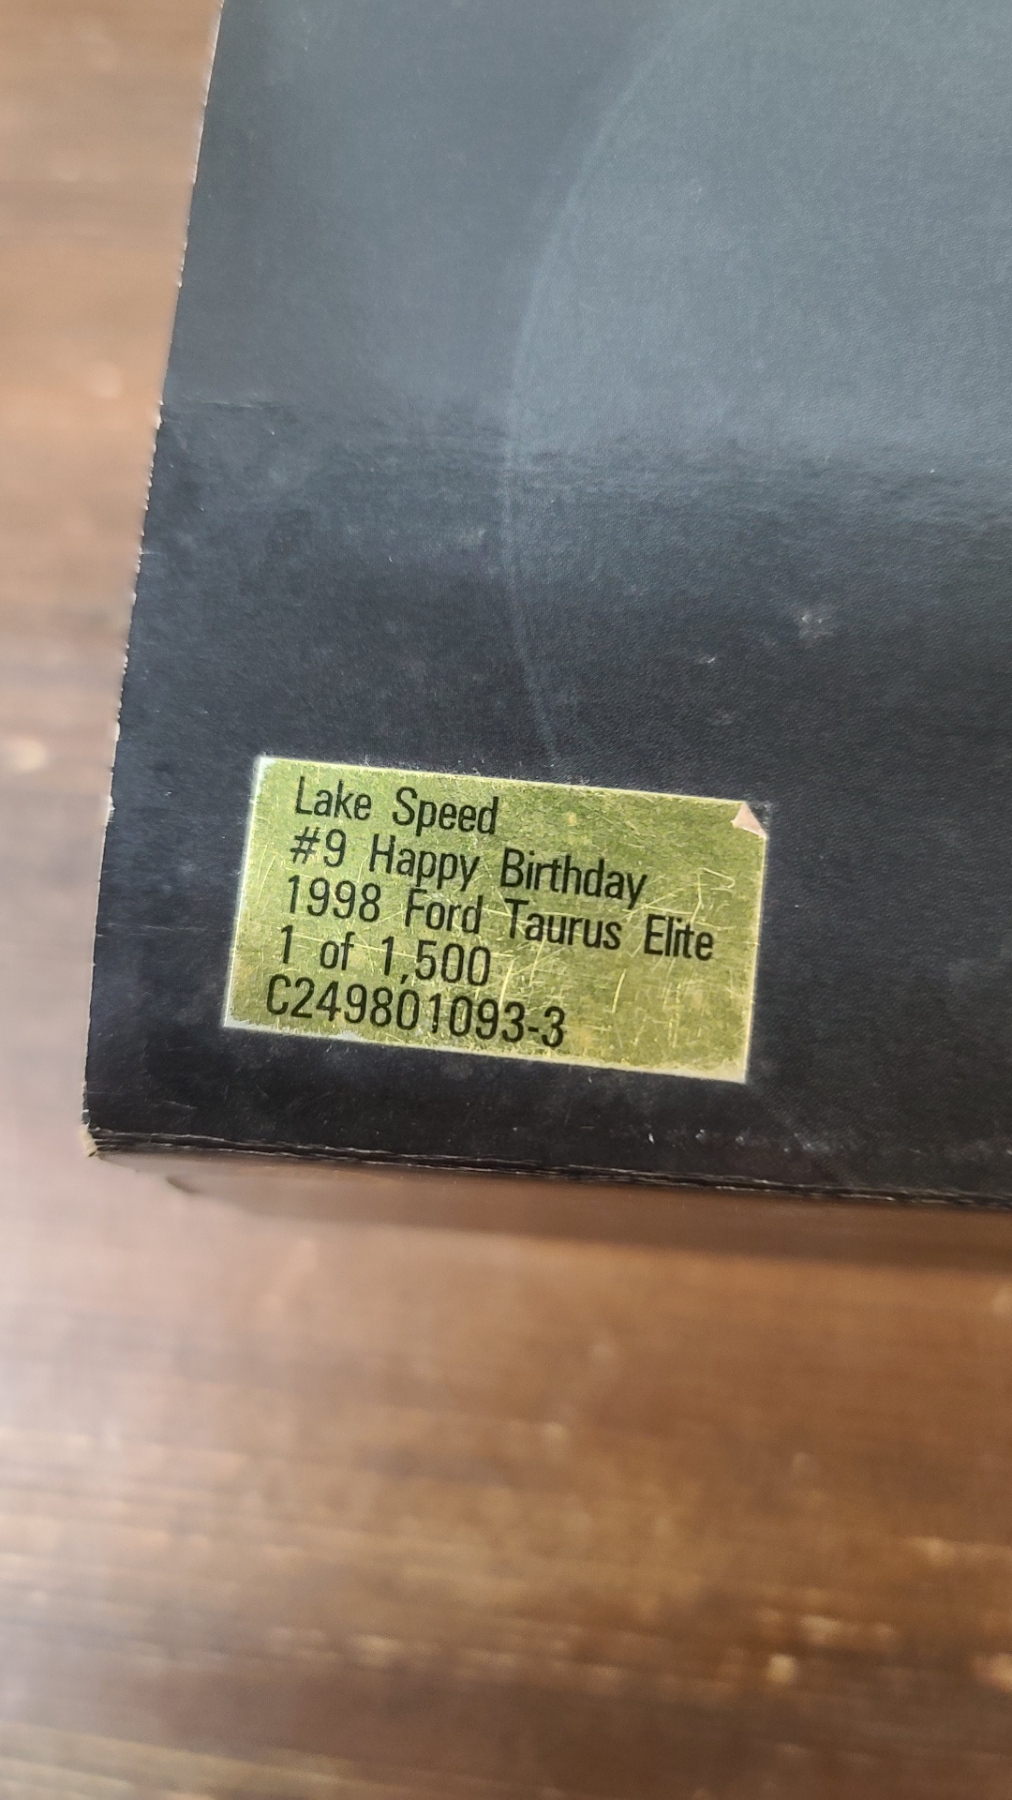 Lake Speed
#9 Happy Birthday
1998 Ford Taurus Elite
1 of 1,500
C249801093-3